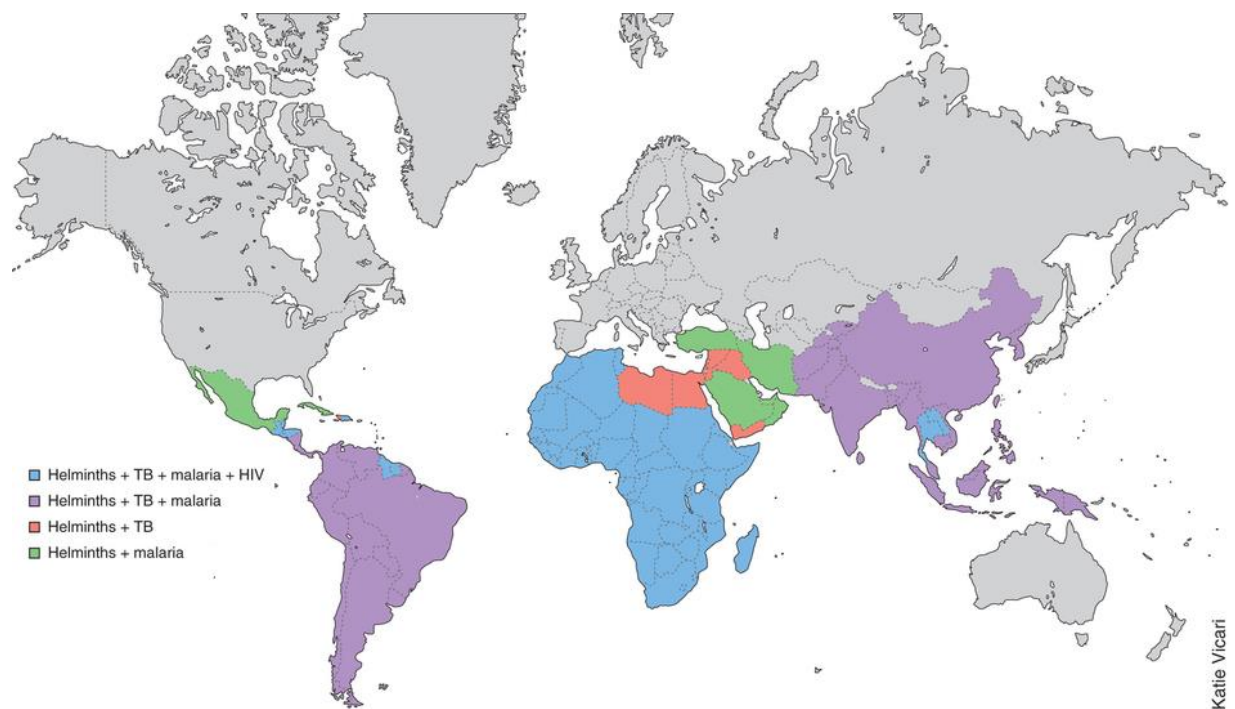 Helminths + TB + malaria + HIV
Helminths + TB + malaria
Helminths + TB
Helminths + malaria
Katie Vicari